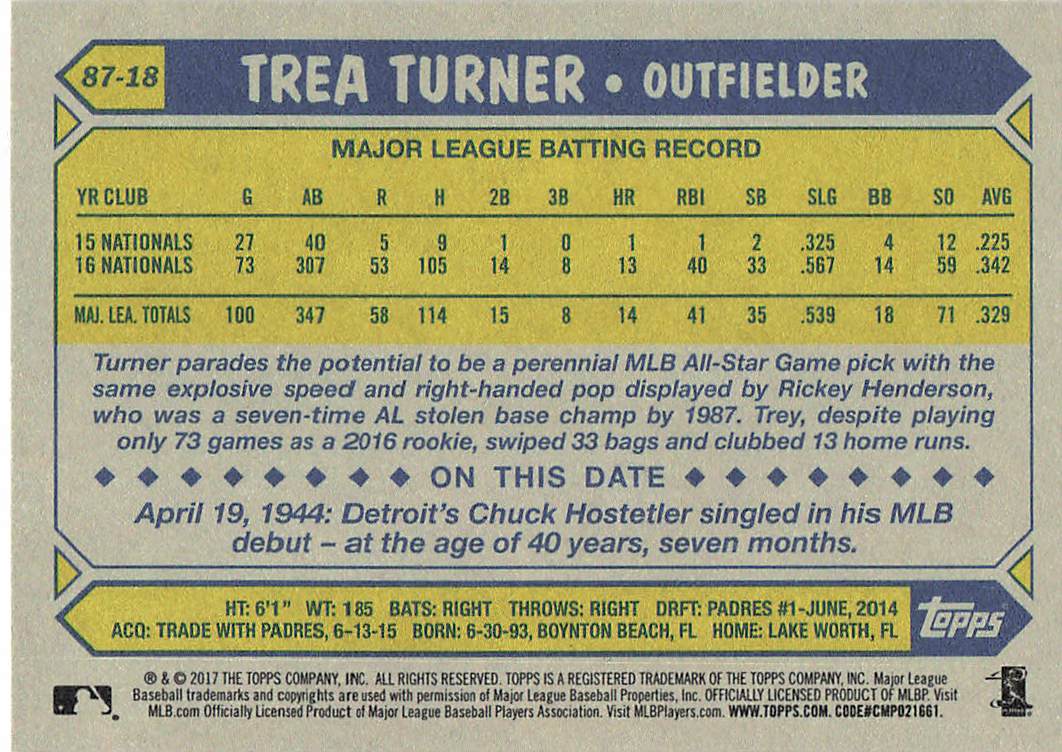 87-18
TREA TURNER • OUTFIELDER
MAJOR LEAGUE BATTING RECORD
YR CLUB G AB R H 2B 3B HR RBI SB SLG BB SO AVG
15 NATIONALS 27 40 5 9 1 0 1 1 2 .325 4 12 .225
16 NATIONALS 73 307 53 105 14 8 13 40 33 .567 14 59 .342
MAJ. LEA. TOTALS 100 347 58 114 15 8 14 41 35 .539 18 71 .329
Turner parades the potential to be a perennial MLB All-Star Game pick with the
same explosive speed and right-handed pop displayed by Rickey Henderson,
who was a seven-time AL stolen base champ by 1987. Trey, despite playing
only 73 games as a 2016 rookie, swiped 33 bags and clubbed 13 home runs.
◆ ◆ ◆ ◆ ◆ ◆ ◆ ◆ ON THIS DATE ◆ ◆ ◆ ◆ ◆ ◆ ◆ ◆
April 19, 1944: Detroit's Chuck Hostetler singled in his MLB
debut – at the age of 40 years, seven months.
HT: 6'1" WT: 185 BATS: RIGHT THROWS: RIGHT DRFT: PADRES #1-JUNE, 2014
ACQ: TRADE WITH PADRES, 6-13-15 BORN: 6-30-93, BOYNTON BEACH, FL HOME: LAKE WORTH, FL
topps
® & © 2017 THE TOPPS COMPANY, INC. ALL RIGHTS RESERVED. TOPPS IS A REGISTERED TRADEMARK OF THE TOPPS COMPANY, INC. Major League
Baseball trademarks and copyrights are used with permission of Major League Baseball Properties, Inc. OFFICIALLY LICENSED PRODUCT OF MLBP. Visit
MLB.com Officially Licensed Product of Major League Baseball Players Association. Visit MLBPlayers.com. WWW.TOPPS.COM. CODE#CMP021661.